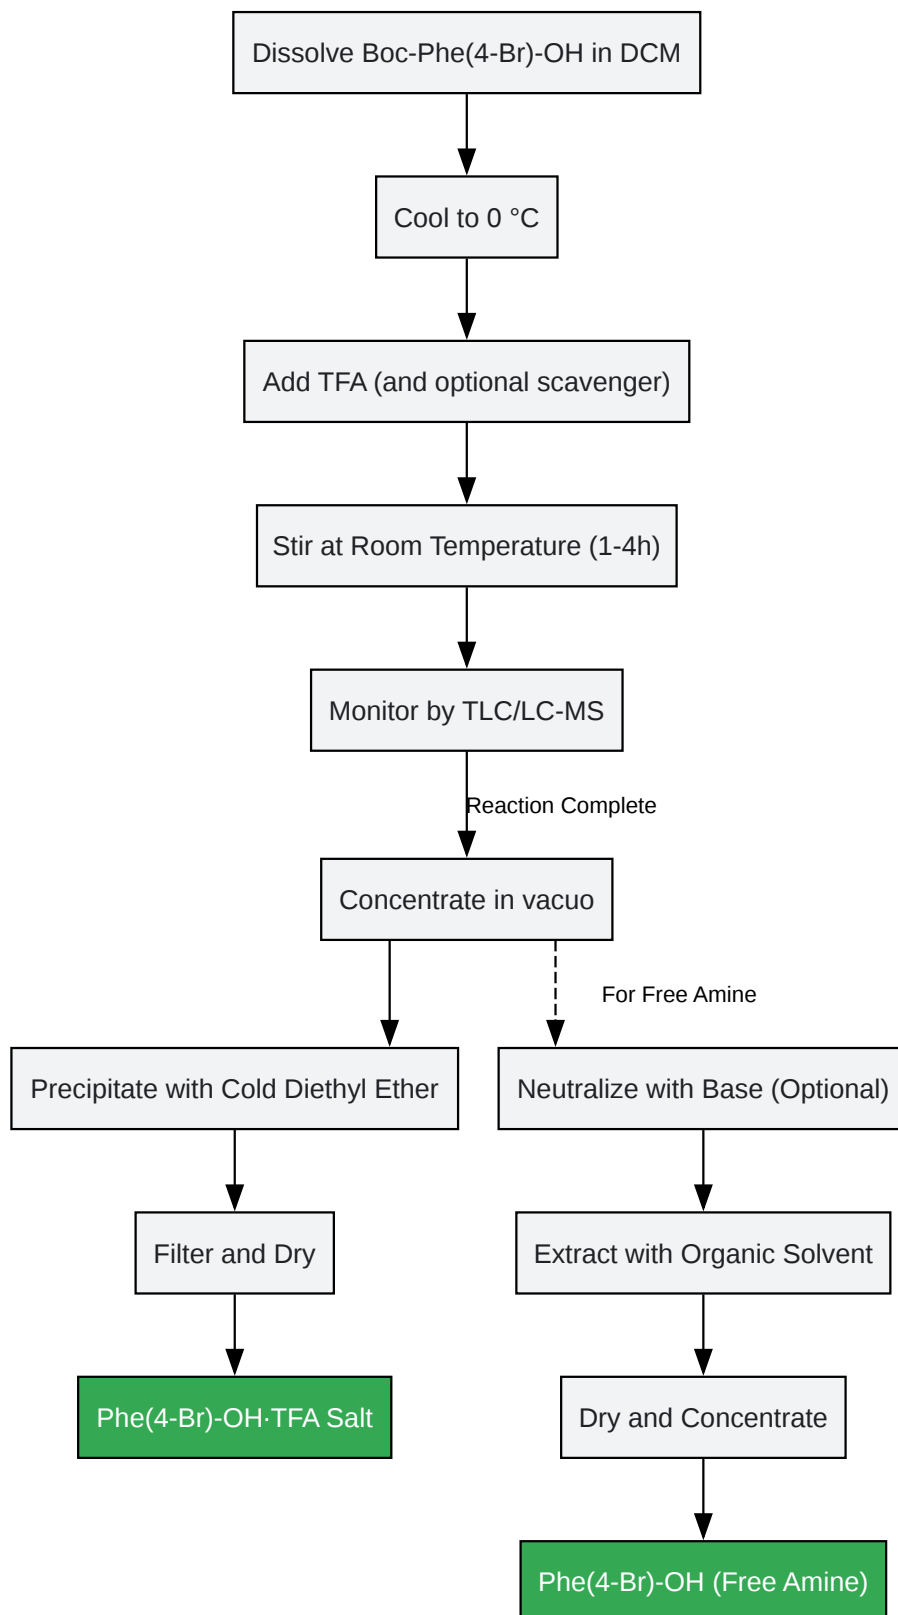 Dissolve Boc-Phe(4-Br)-OH in DCM
Cool to 0 °C
Add TFA (and optional scavenger)
Stir at Room Temperature (1-4h)
Monitor by TLC/LC-MS
Reaction Complete
Concentrate in vacuo
For Free Amine
Precipitate with Cold Diethyl Ether
Neutralize with Base (Optional)
Filter and Dry
Extract with Organic Solvent
Phe(4-Br)-OH·TFA Salt
Dry and Concentrate
Phe(4-Br)-OH (Free Amine)